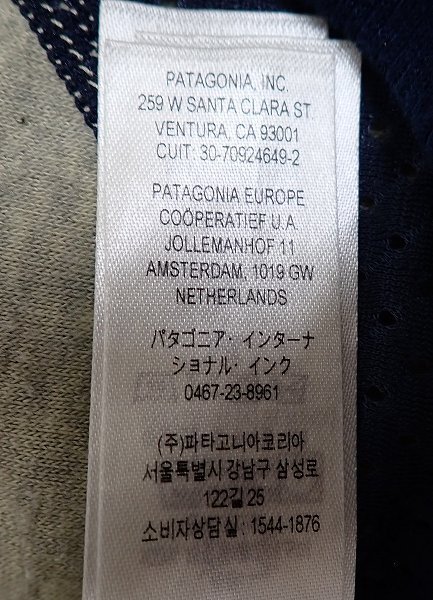 PATAGONIA, INC.
259 W SANTA CLARA ST.
VENTURA, CA 93001
CUIT: 30-70924649-2
PATAGONIA EUROPE
COÖPERATIEF U.A.
JOLLEMANHOF 11
AMSTERDAM, 1019 GW
NETHERLANDS
パタゴニア・インターナ
ショナル・インク
0467-23-8961
(주)파타고니아코리아
서울특별시 강남구 삼성로
122길 25
소비자상담실 : 1544-1876